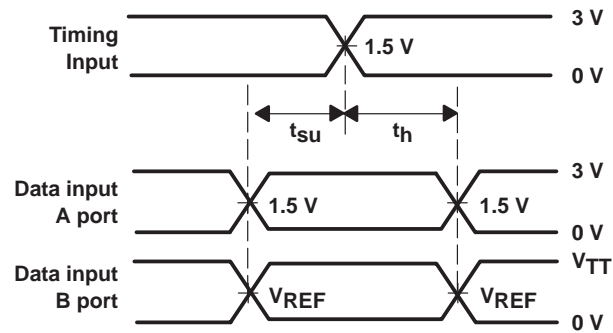 Timing
Input
3 V
1.5 V
0 V
tsu
th
Data input
A port
3 V
1.5 V
1.5 V
0 V
Data input
B port
VTT
VREF
VREF
0 V